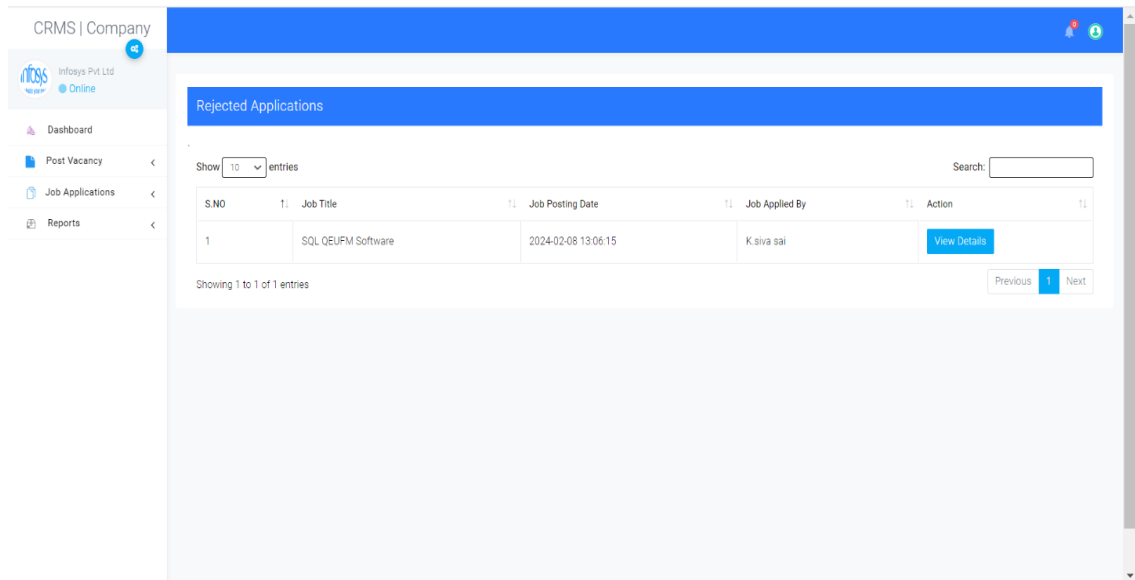 CRMS | Company
0
Infosys
Infosys Pvt Ltd
Online
Dashboard
Post Vacancy
Job Applications
Reports
Rejected Applications
.
Show 10 entries
Search:
S.NO Job Title Job Posting Date Job Applied By Action
1 SQL QEUFM Software 2024-02-08 13:06:15 K.siva sai View Details
Showing 1 to 1 of 1 entries
Previous 1 Next